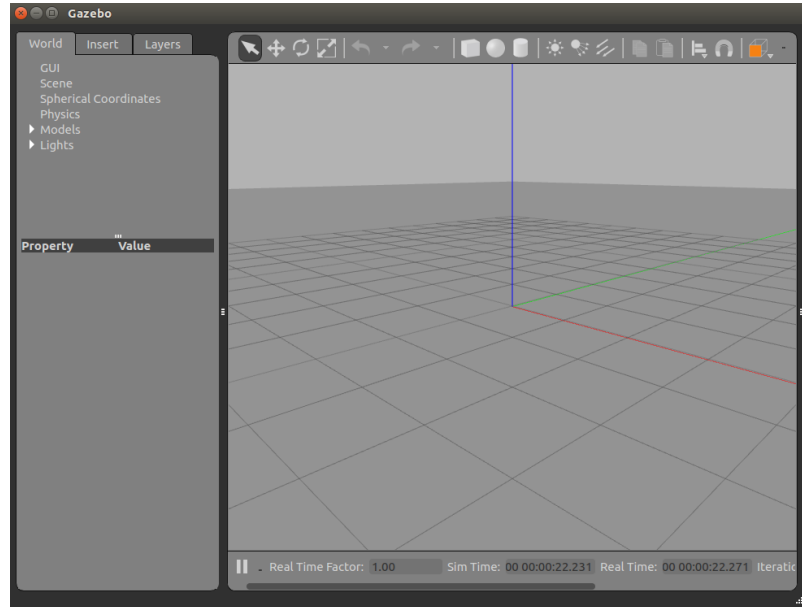 Gazebo
World Insert Layers
GUI
Scene
Spherical Coordinates
Physics
Models
Lights
Property Value
Real Time Factor: 1.00 Sim Time: 00 00:00:22.231 Real Time: 00 00:00:22.271 Iteratic